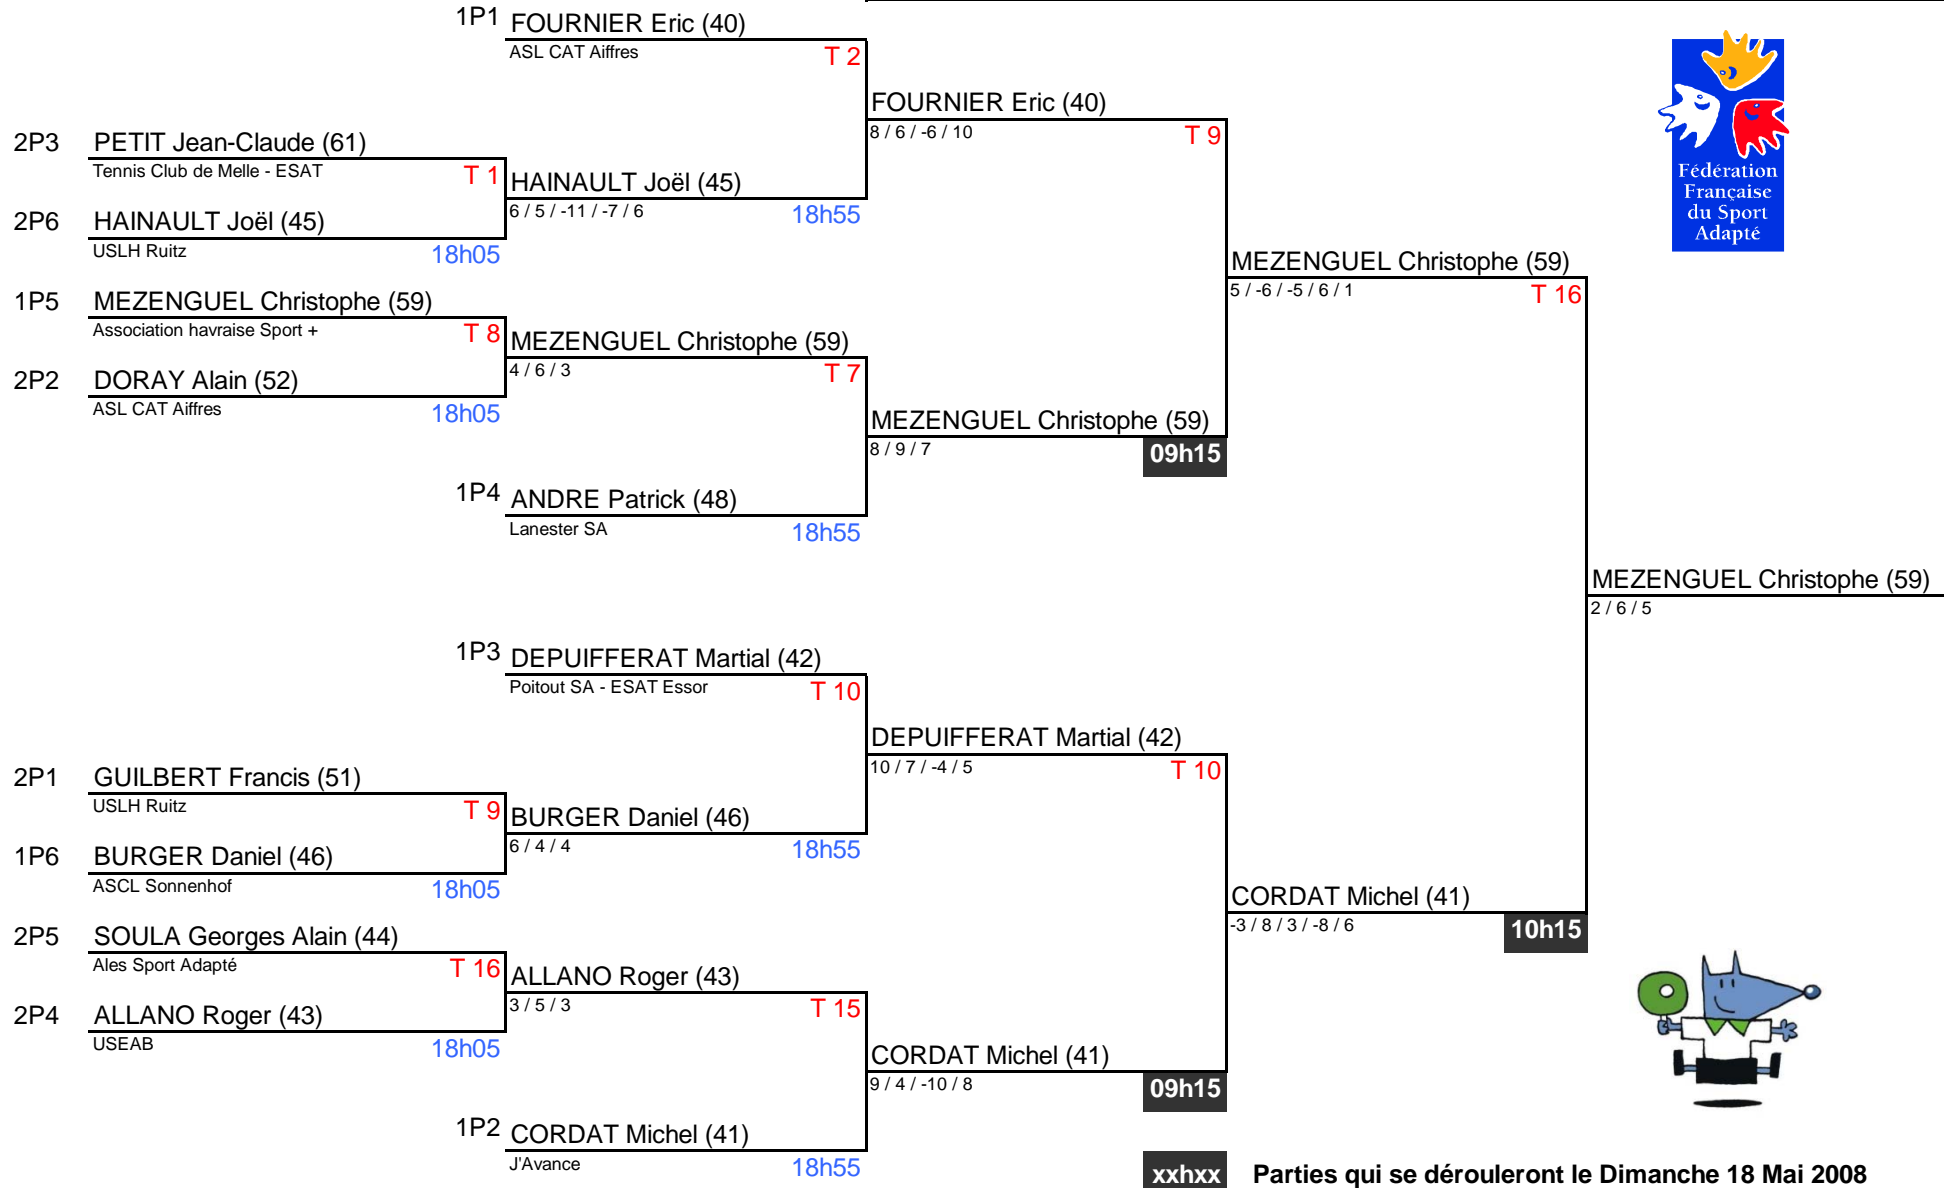 1P1 FOURNIER Eric (40)
ASL CAT Aiffres T 2
FOURNIER Eric (40)
8 / 6 / -6 / 10 T 9
2P3 PETIT Jean-Claude (61)
Tennis Club de Melle - ESAT T 1
HAINAULT Joël (45)
6 / 5 / -11 / -7 / 6 18h55
2P6 HAINAULT Joël (45)
USLH Ruitz 18h05
Fédération
Française
du Sport
Adapté
MEZENGUEL Christophe (59)
5 / -6 / -5 / 6 / 1 T 16
1P5 MEZENGUEL Christophe (59)
Association havraise Sport + T 8
MEZENGUEL Christophe (59)
4 / 6 / 3 T 7
2P2 DORAY Alain (52)
ASL CAT Aiffres 18h05
MEZENGUEL Christophe (59)
8 / 9 / 7 09h15
1P4 ANDRE Patrick (48)
Lanester SA 18h55
MEZENGUEL Christophe (59)
2 / 6 / 5
1P3 DEPUIFFERAT Martial (42)
Poitout SA - ESAT Essor T 10
DEPUIFFERAT Martial (42)
10 / 7 / -4 / 5 T 10
2P1 GUILBERT Francis (51)
USLH Ruitz T 9
BURGER Daniel (46)
6 / 4 / 4 18h55
1P6 BURGER Daniel (46)
ASCL Sonnenhof 18h05
CORDAT Michel (41)
-3 / 8 / 3 / -8 / 6 10h15
2P5 SOULA Georges Alain (44)
Ales Sport Adapté T 16
ALLANO Roger (43)
3 / 5 / 3 T 15
2P4 ALLANO Roger (43)
USEAB 18h05
CORDAT Michel (41)
9 / 4 / -10 / 8 09h15
1P2 CORDAT Michel (41)
J'Avance 18h55
xxhxx Parties qui se dérouleront le Dimanche 18 Mai 2008